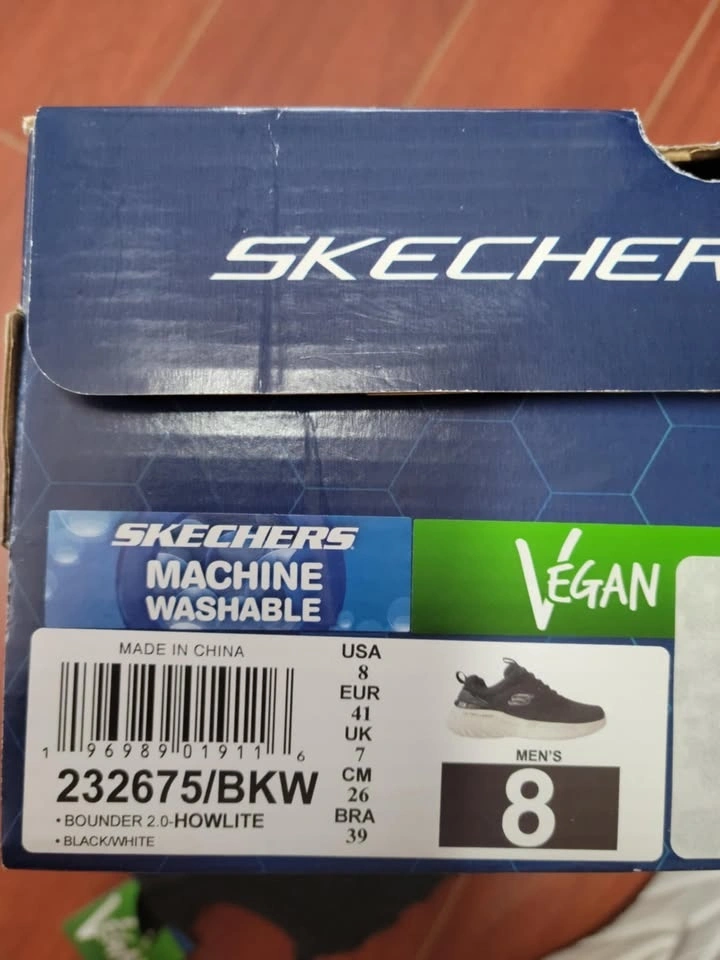 SKECHER
SKECHERS
MACHINE
WASHABLE
VEGAN
MADE IN CHINA
1 96989 01911 6
232675/BKW
• BOUNDER 2.0-HOWLITE
• BLACK/WHITE
USA
8
EUR
41
UK
7
CM
26
BRA
39
MEN'S
8
VEGAN